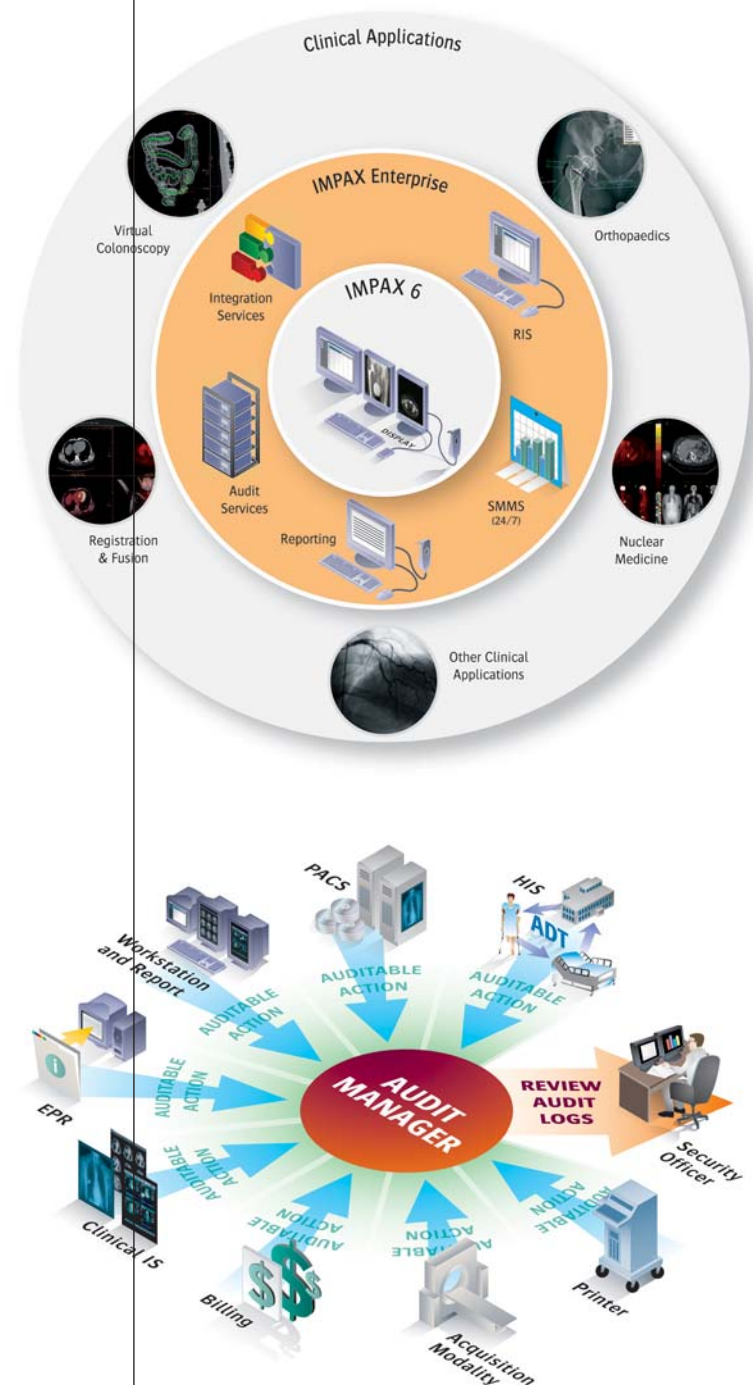 Clinical Applications
Virtual
Colonoscopy
Orthopaedics
IMPAX Enterprise
Integration
Services
RIS
IMPAX 6
DISPLAY
Audit
Services
SMMS
(24/7)
Reporting
Registration
& Fusion
Nuclear
Medicine
Other Clinical
Applications
PACS
HIS
ADT
Workstation
and Report
AUDITABLE
ACTION
AUDITABLE
ACTION
AUDITABLE
ACTION
EPR
AUDITABLE
ACTION
AUDIT
MANAGER
REVIEW
AUDIT
LOGS
Security
Officer
Clinical IS
AUDITABLE
ACTION
Billing
$
$
AUDITABLE
ACTION
Acquisition
Modality
AUDITABLE
ACTION
Printer
AUDITABLE
ACTION